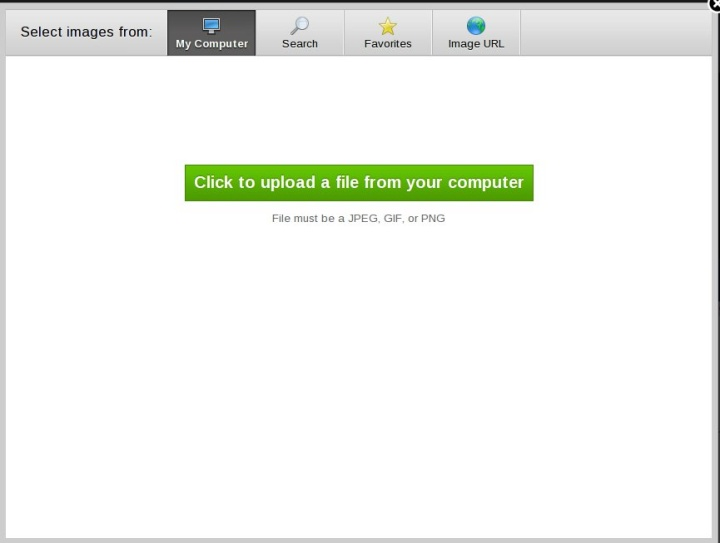 Select images from:
My Computer
Search
Favorites
Image URL
Click to upload a file from your computer
File must be a JPEG, GIF, or PNG